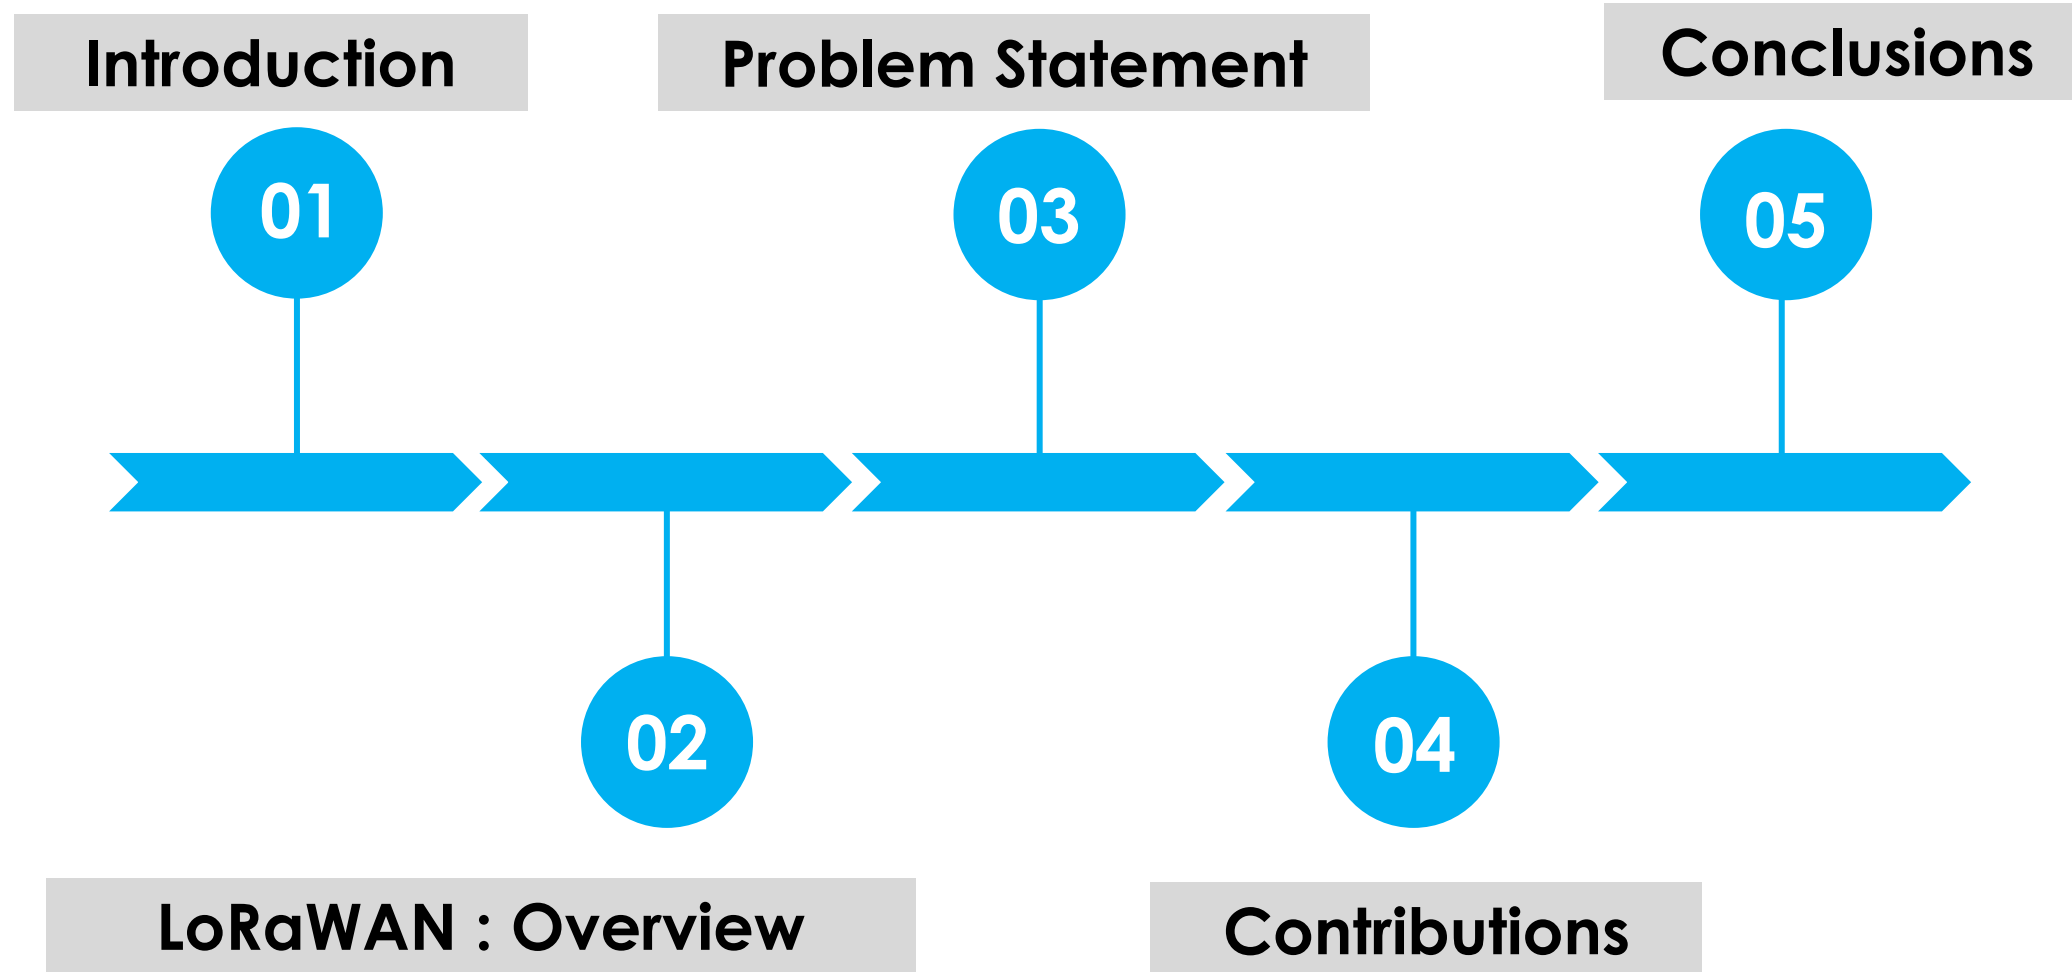 Introduction
01
LoRaWAN : Overview
02
Problem Statement
03
Contributions
04
Conclusions
05